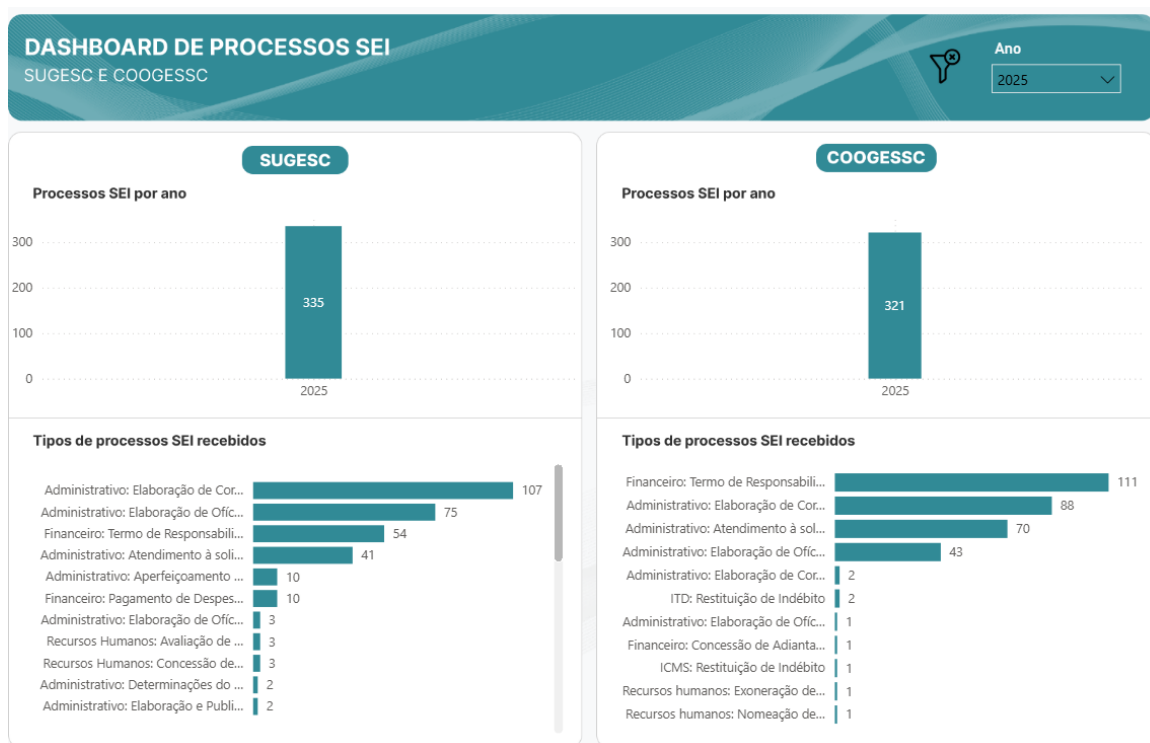 DASHBOARD DE PROCESSOS SEI
SUGESC E COOGESSC
Ano
2025
SUGESC
Processos SEI por ano
300
200
100
0
335
2025
Tipos de processos SEI recebidos
Administrativo: Elaboração de Cor... 107
Administrativo: Elaboração de Ofíc... 75
Financeiro: Termo de Responsabili... 54
Administrativo: Atendimento à soli... 41
Administrativo: Aperfeiçoamento ... 10
Financeiro: Pagamento de Despes... 10
Administrativo: Elaboração de Ofíc... 3
Recursos Humanos: Avaliação de ... 3
Recursos Humanos: Concessão de... 3
Administrativo: Determinações do ... 2
Administrativo: Elaboração e Publi... 2
COOGESSC
Processos SEI por ano
300
200
100
0
321
2025
Tipos de processos SEI recebidos
Financeiro: Termo de Responsabili... 111
Administrativo: Elaboração de Cor... 88
Administrativo: Atendimento à sol... 70
Administrativo: Elaboração de Ofíc... 43
Administrativo: Elaboração de Cor... 2
ITD: Restituição de Indébito 2
Administrativo: Elaboração de Ofíc... 1
Financeiro: Concessão de Adianta... 1
ICMS: Restituição de Indébito 1
Recursos humanos: Exoneração de... 1
Recursos humanos: Nomeação de... 1